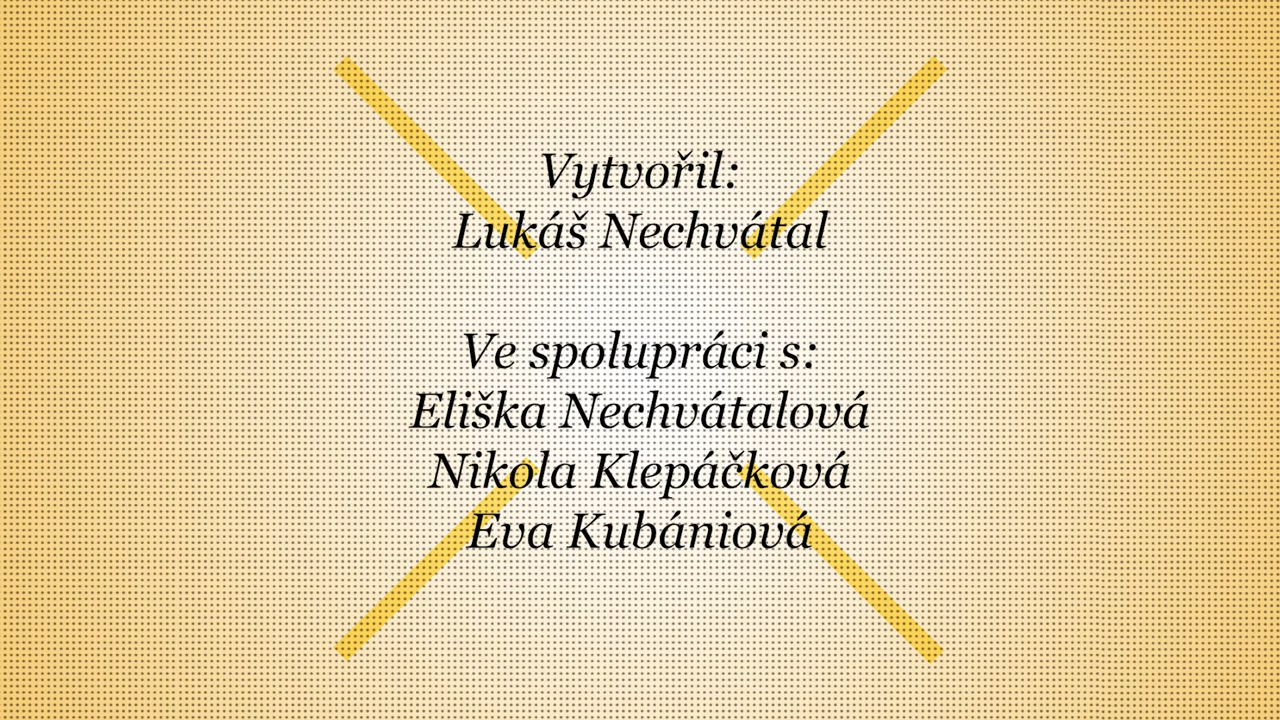 Vytvořil:
Lukáš Nechvátal
Ve spolupráci s:
Eliška Nechvátalová
Nikola Klepáčková
Eva Kubániová